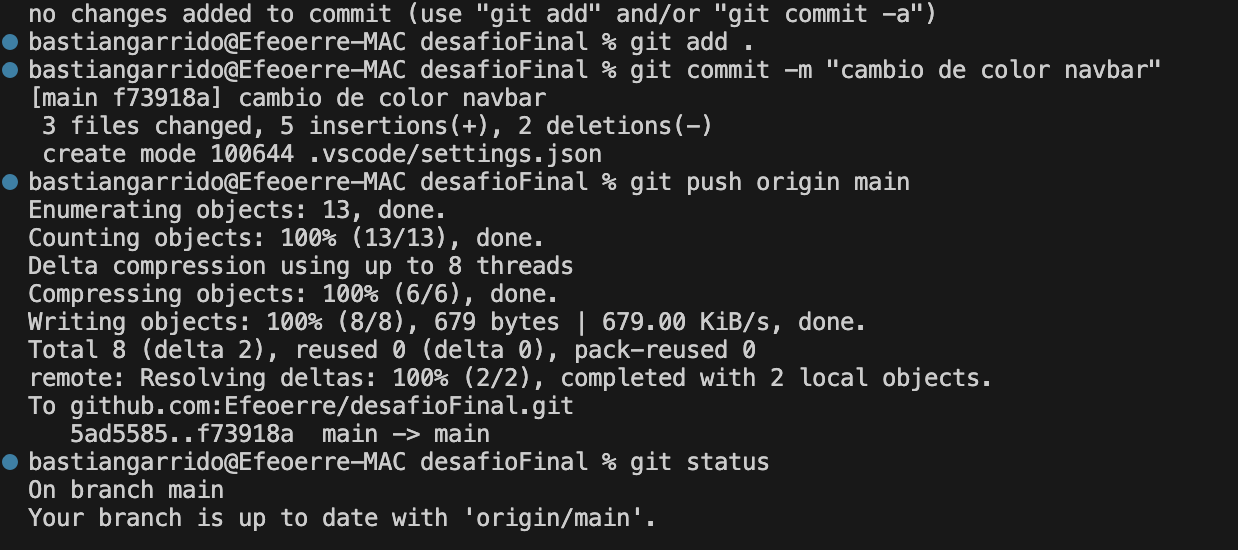 no changes added to commit (use "git add" and/or "git commit -a")
bastiangarrido@Efeoerre-MAC desafioFinal % git add .
bastiangarrido@Efeoerre-MAC desafioFinal % git commit -m "cambio de color navbar"
[main f73918a] cambio de color navbar
 3 files changed, 5 insertions(+), 2 deletions(-)
 create mode 100644 .vscode/settings.json
bastiangarrido@Efeoerre-MAC desafioFinal % git push origin main
Enumerating objects: 13, done.
Counting objects: 100% (13/13), done.
Delta compression using up to 8 threads
Compressing objects: 100% (6/6), done.
Writing objects: 100% (8/8), 679 bytes | 679.00 KiB/s, done.
Total 8 (delta 2), reused 0 (delta 0), pack-reused 0
remote: Resolving deltas: 100% (2/2), completed with 2 local objects.
To github.com:Efeoerre/desafioFinal.git
   5ad5585..f73918a  main -> main
bastiangarrido@Efeoerre-MAC desafioFinal % git status
On branch main
Your branch is up to date with 'origin/main'.